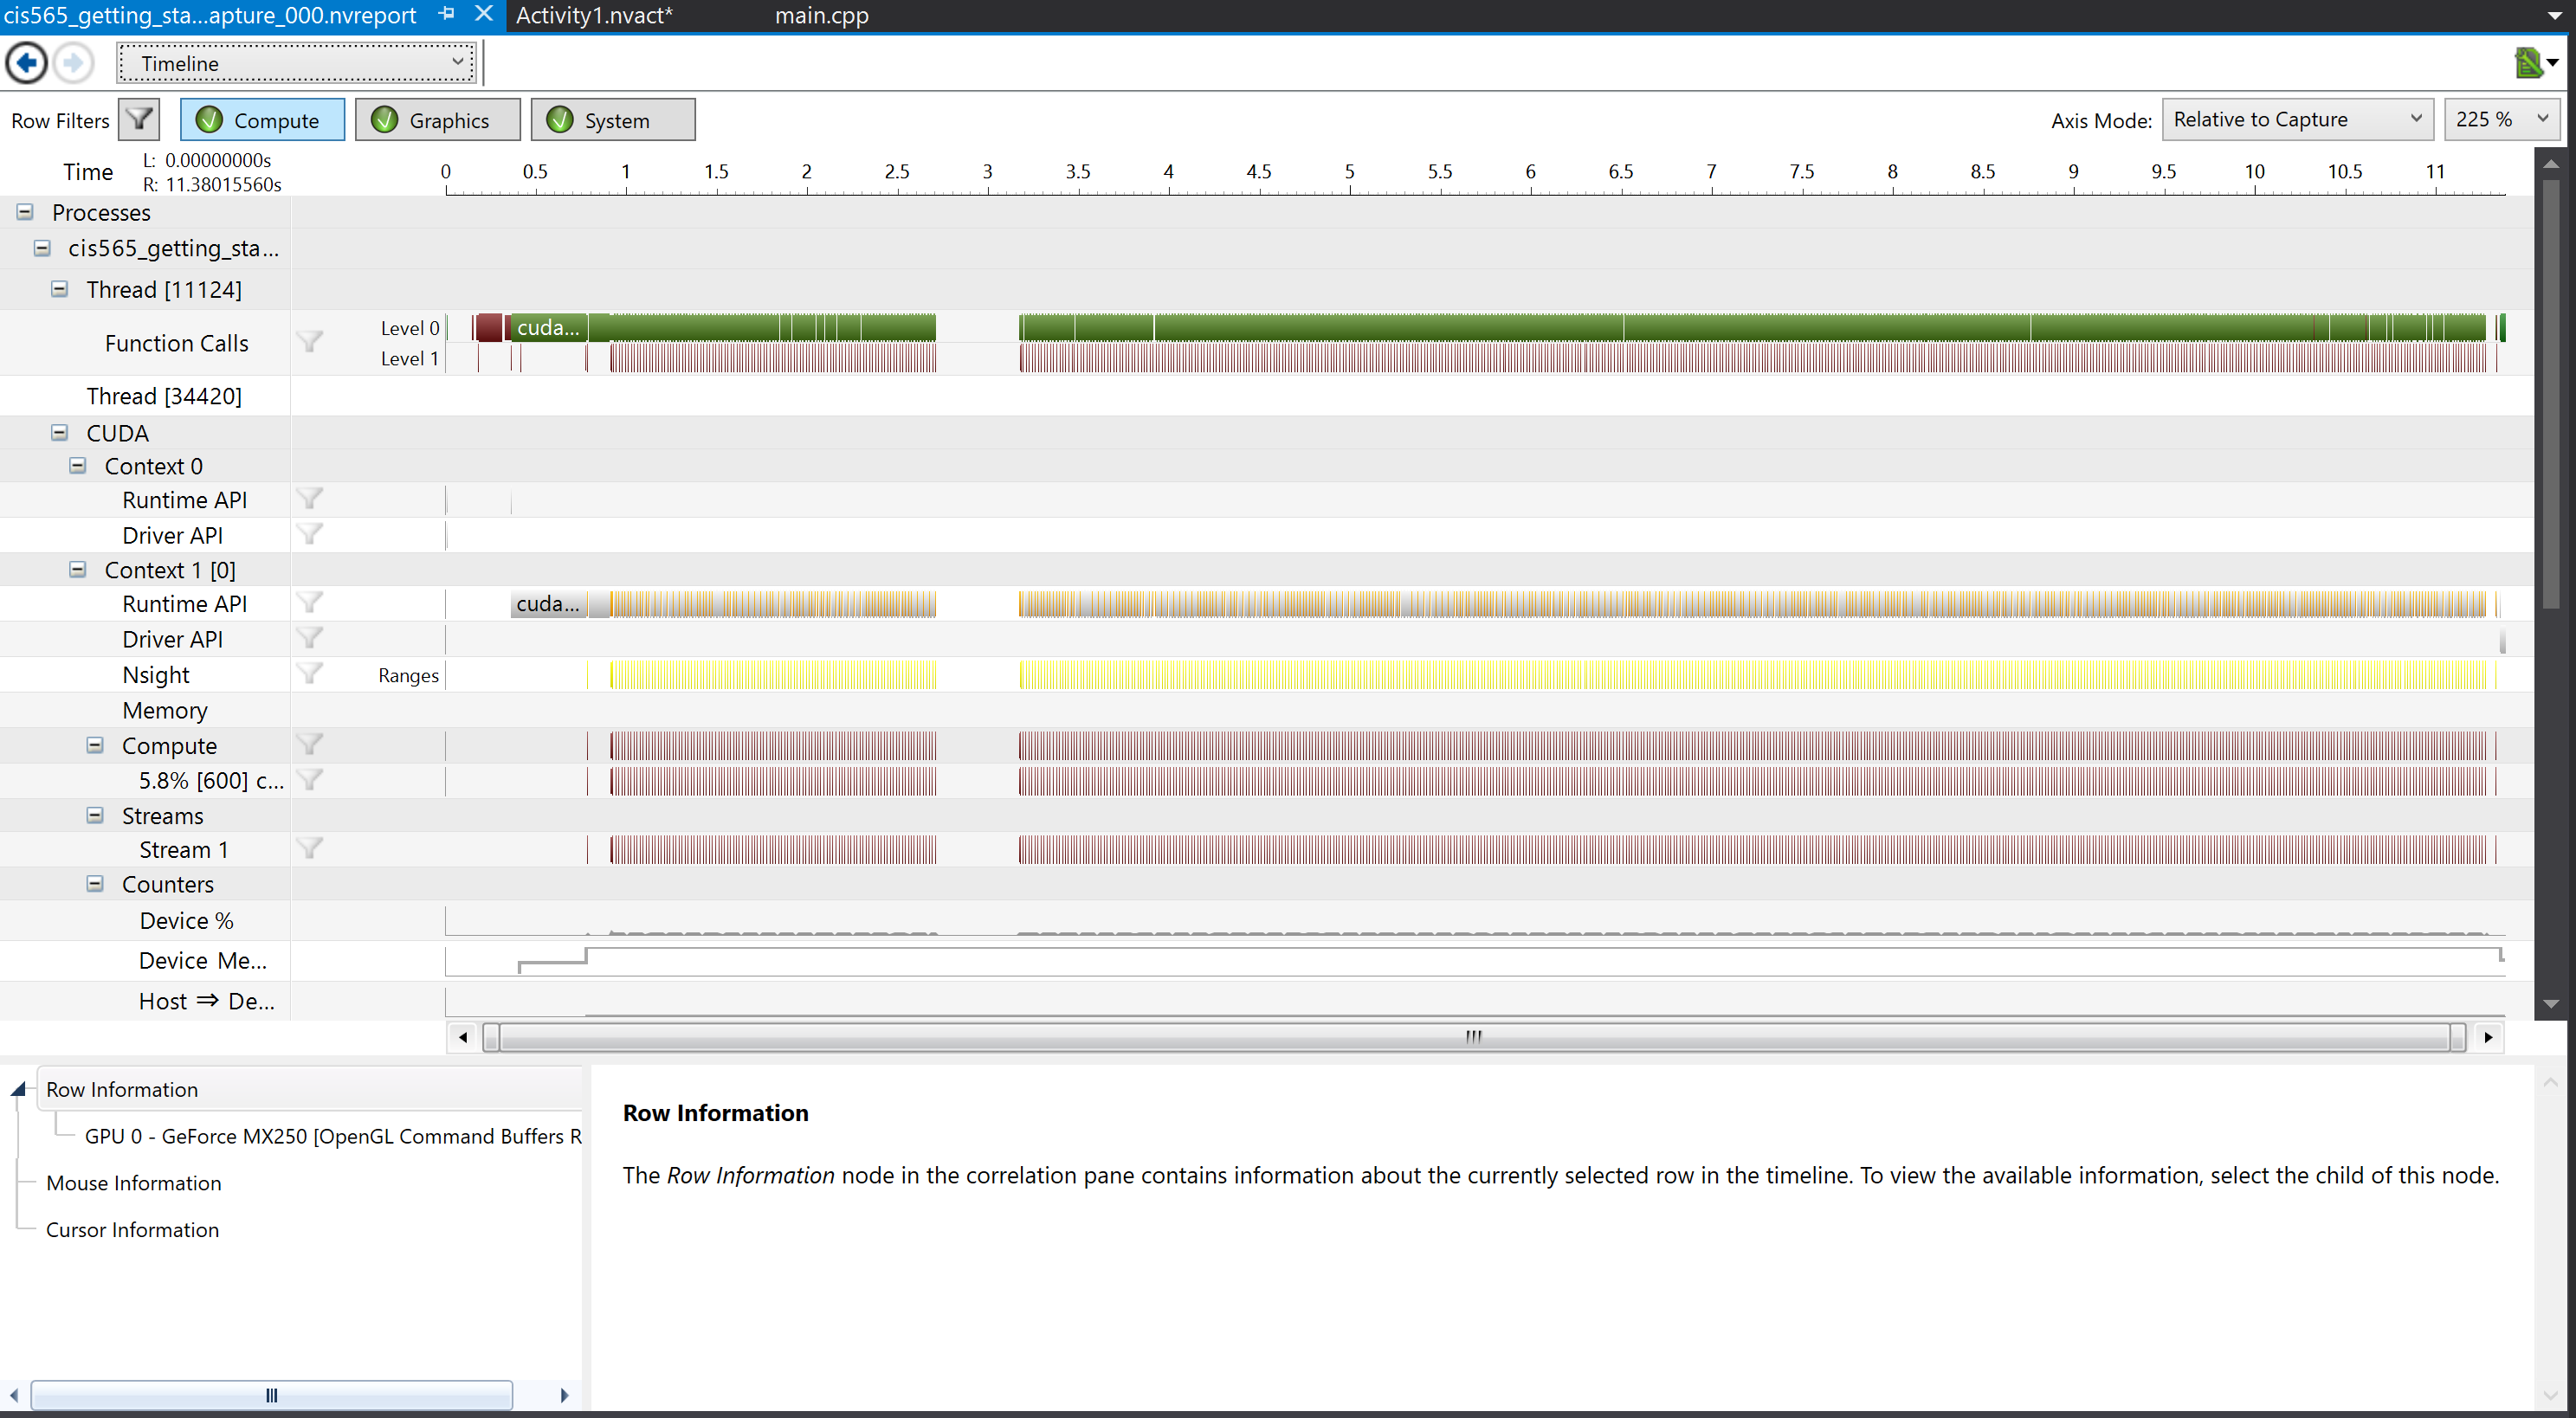 cis565_getting_sta...apture_000.nvreport Activity1.nvact* main.cpp
Timeline
Row Filters Compute Graphics System Axis Mode: Relative to Capture 225 %
Time L: 0.00000000s
R: 11.38015560s
0 0.5 1 1.5 2 2.5 3 3.5 4 4.5 5 5.5 6 6.5 7 7.5 8 8.5 9 9.5 10 10.5 11
Processes
cis565_getting_sta...
Thread [11124]
Function Calls Level 0 cuda...
Level 1
Thread [34420]
CUDA
Context 0
Runtime API
Driver API
Context 1 [0]
Runtime API cuda...
Driver API
Nsight Ranges
Memory
Compute
5.8% [600] c...
Streams
Stream 1
Counters
Device %
Device Me...
Host ⇒ De...
Row Information
GPU 0 - GeForce MX250 [OpenGL Command Buffers R
Mouse Information
Cursor Information
Row Information
The Row Information node in the correlation pane contains information about the currently selected row in the timeline. To view the available information, select the child of this node.